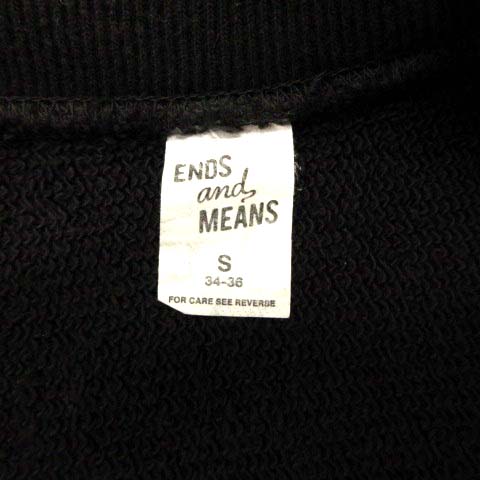 ENDS
and
MEANS
S
34-36
FOR CARE SEE REVERSE